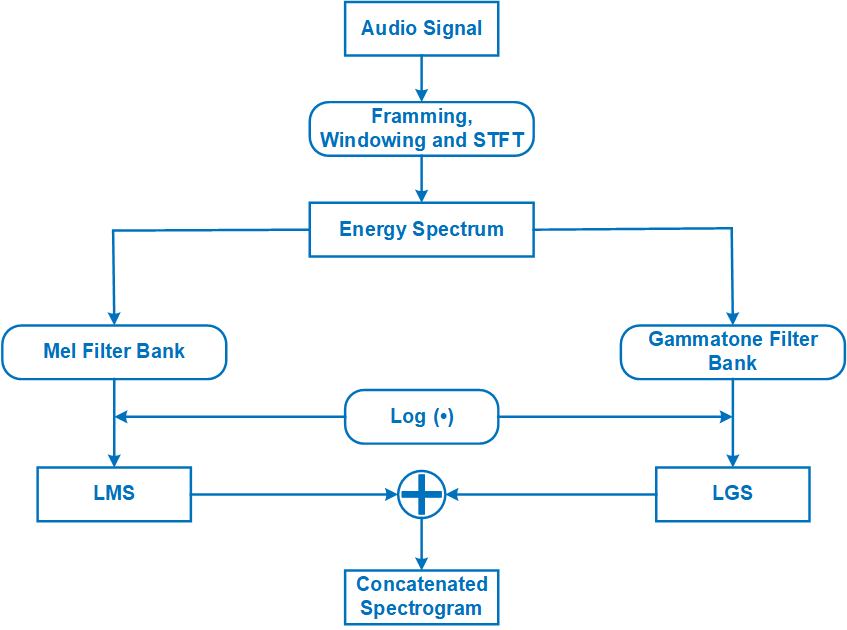 Audio Signal
Framming,
Windowing and STFT
Energy Spectrum
Mel Filter Bank
Gammatone Filter
Bank
Log (•)
LMS
LGS
Concatenated
Spectrogram